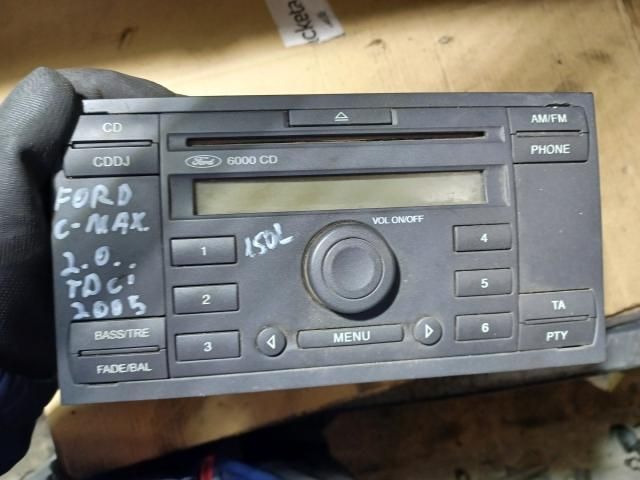 icketa
CD
CDDJ
AM/FM
PHONE
Ford 6000 CD
VOL ON/OFF
FORD
C-MAX
2.0..
TDCi
2005
150L
1
2
3
4
5
6
MENU
BASS/TRE
FADE/BAL
TA
PTY